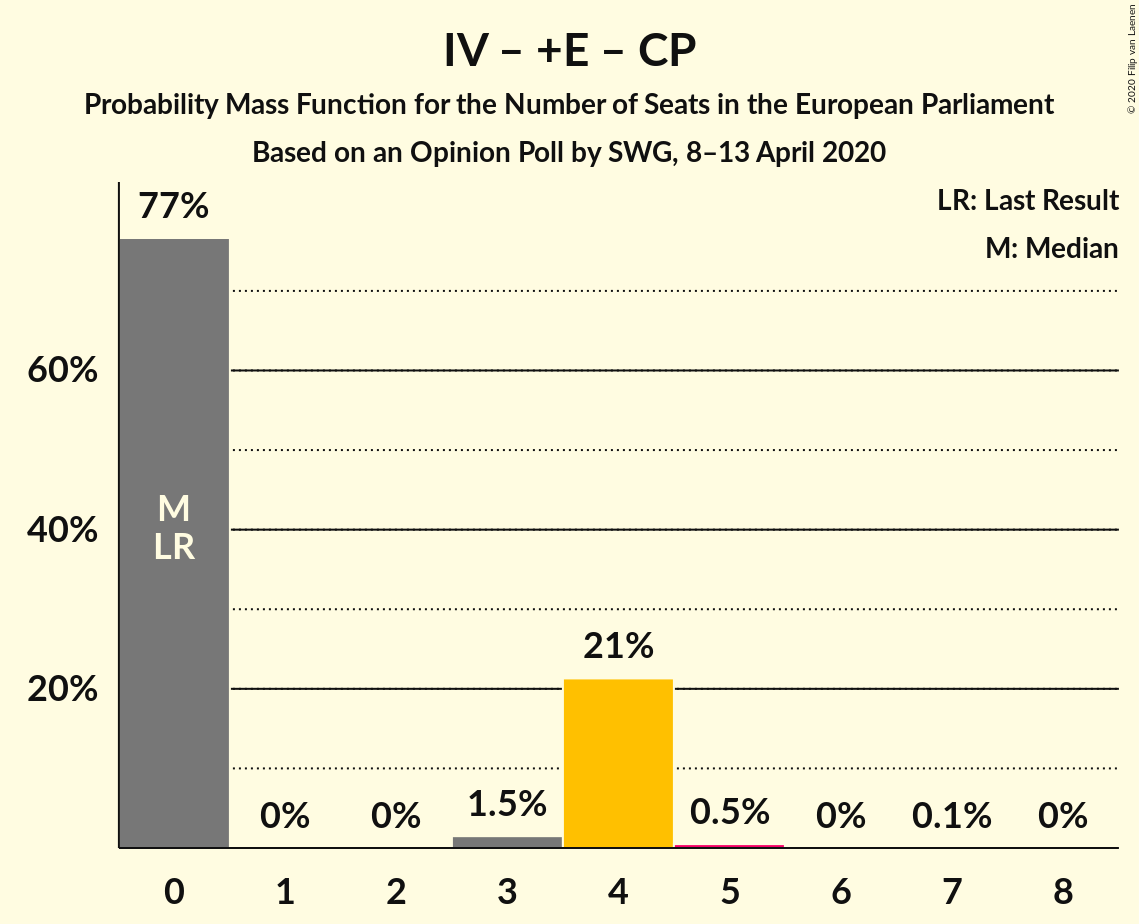 IV – +E – CP
Probability Mass Function for the Number of Seats in the European Parliament
Based on an Opinion Poll by SWG, 8–13 April 2020
© 2020 Filip van Laenen
LR: Last Result
M: Median
77%
60%
40%
20%
M
LR
0%
0%
1.5%
21%
0.5%
0%
0.1%
0%
0
1
2
3
4
5
6
7
8